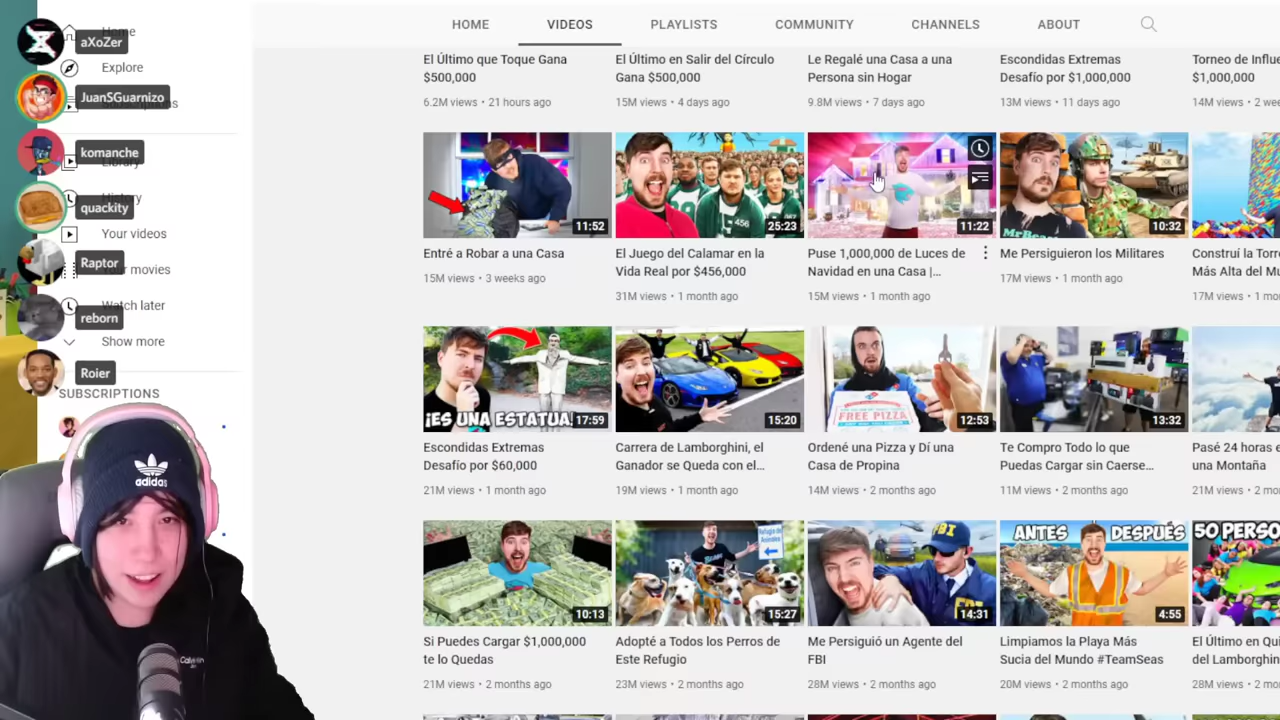 HOME
VIDEOS
PLAYLISTS
COMMUNITY
CHANNELS
ABOUT
Home
aXoZer
Explore
JuanSGuarnizo
komanche
Library
History
quackity
Your videos
Raptor
Your movies
Watch later
reborn
Show more
Roier
SUBSCRIPTIONS
adidas
El Último que Toque Gana
$500,000
6.2M views • 21 hours ago
El Último en Salir del Círculo
Gana $500,000
15M views • 4 days ago
Le Regalé una Casa a una
Persona sin Hogar
9.8M views • 7 days ago
Escondidas Extremas
Desafío por $1,000,000
13M views • 11 days ago
Torneo de Influe
$1,000,000
14M views • 2 wee
11:52
Entré a Robar a una Casa
15M views • 3 weeks ago
456
25:23
El Juego del Calamar en la
Vida Real por $456,000
31M views • 1 month ago
11:22
Puse 1,000,000 de Luces de
Navidad en una Casa |...
15M views • 1 month ago
10:32
Me Persiguieron los Militares
17M views • 1 month ago
Construí la Torre
Más Alta del Mu
17M views • 1 mon
¡ES UNA ESTATUA!
17:59
Escondidas Extremas
Desafío por $60,000
21M views • 1 month ago
15:20
Carrera de Lamborghini, el
Ganador se Queda con el...
19M views • 1 month ago
FREE PIZZA
12:53
Ordené una Pizza y Dí una
Casa de Propina
14M views • 2 months ago
13:32
Te Compro Todo lo que
Puedas Cargar sin Caerse...
11M views • 2 months ago
Pasé 24 horas e
una Montaña
21M views • 2 mon
10:13
Si Puedes Cargar $1,000,000
te lo Quedas
21M views • 2 months ago
15:27
Adopté a Todos los Perros de
Este Refugio
23M views • 2 months ago
FBI
14:31
Me Persiguió un Agente del
FBI
28M views • 2 months ago
ANTES DESPUÉS
4:55
Limpiamos la Playa Más
Sucia del Mundo #TeamSeas
20M views • 2 months ago
50 PERSO
El Último en Qui
del Lamborghin
28M views • 2 mon